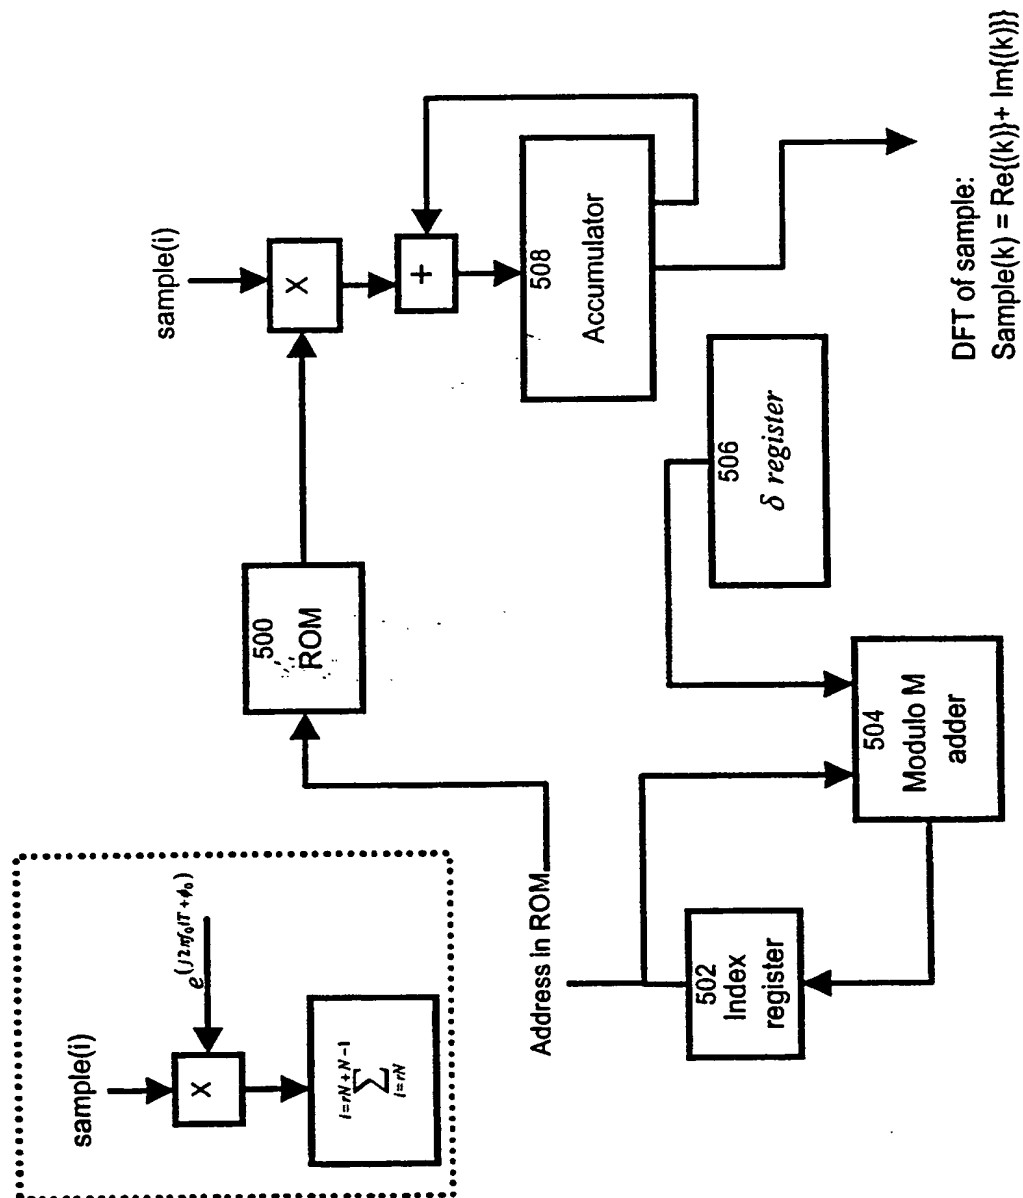 sample(i)
X
e^(j2πf₀iT+ϕ₀)
i=rN+N−1
∑
i=rN
sample(i)
X
+
500
ROM
508
Accumulator
Address in ROM
502
Index
register
504
Modulo M
adder
506
δ register
DFT of sample:
Sample(k) = Re{(k)}+ Im{(k)}}